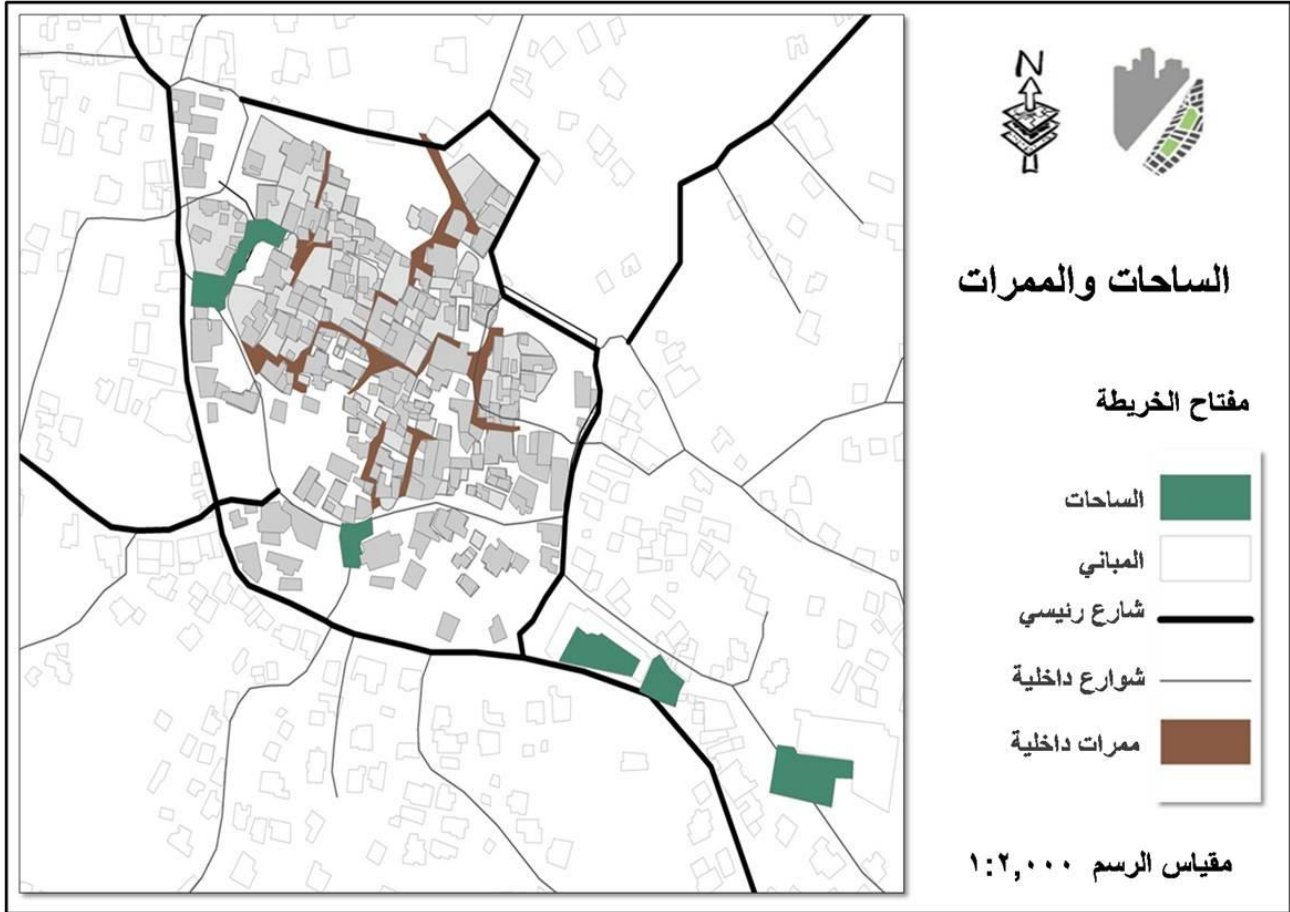 N
الساحات والممرات
مفتاح الخريطة
الساحات
المباني
شارع رئيسي
شوارع داخلية
ممرات داخلية
مقياس الرسم ١:٢,٠٠٠